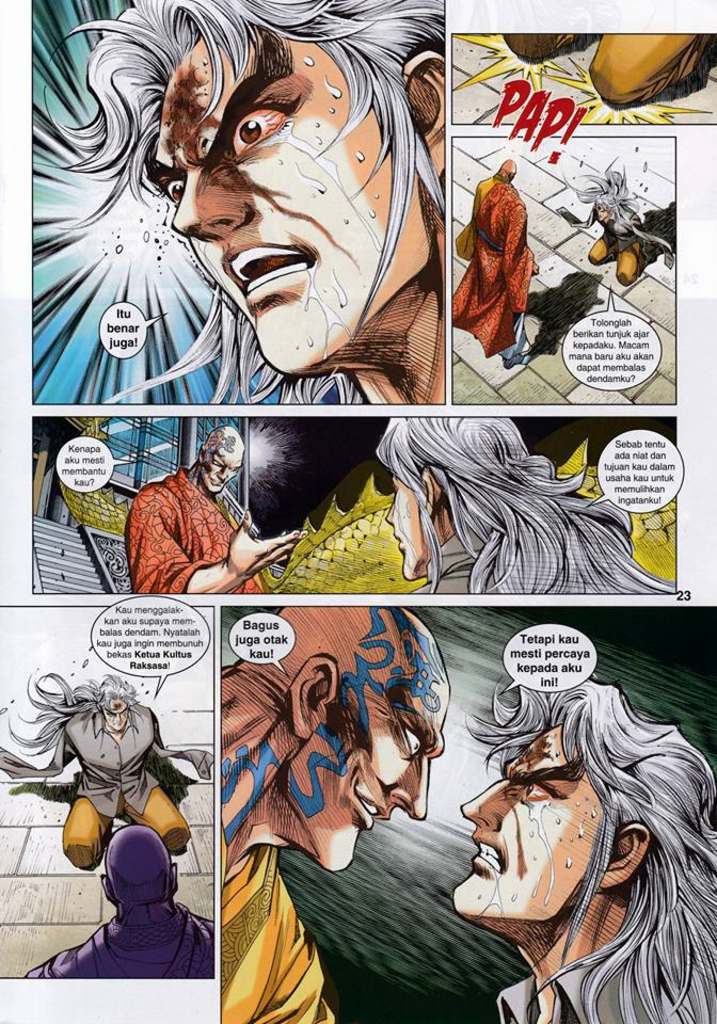 PAP!
Itu
benar
juga!
Tolonglah
berikan tunjuk ajar
kepadaku. Macam
mana baru aku akan
dapat membalas
dendamku?
Kenapa
aku mesti
membantu
kau?
Sebab tentu
ada niat dan
tujuan kau dalam
usaha kau untuk
memulihkan
ingatanku!
23
Kau menggalak-
kan aku supaya mem-
balas dendam. Nyatalah
kau juga ingin membunuh
bekas Ketua Kultus
Raksasa!
Bagus
juga otak
kau!
Tetapi kau
mesti percaya
kepada aku
ini!